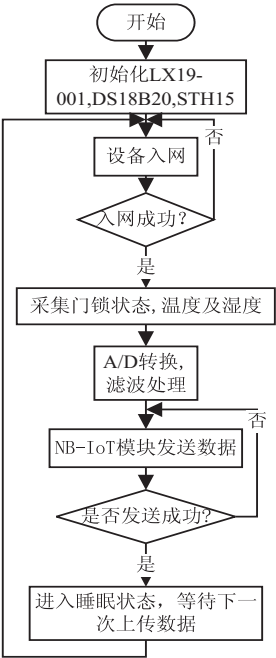 开始
初始化LX19-
001,DS18B20,STH15
否
设备入网
入网成功?
是
采集门锁状态,温度及湿度
A/D转换,
滤波处理
否
NB-IoT模块发送数据
是否发送成功?
是
进入睡眠状态，等待下一
次上传数据